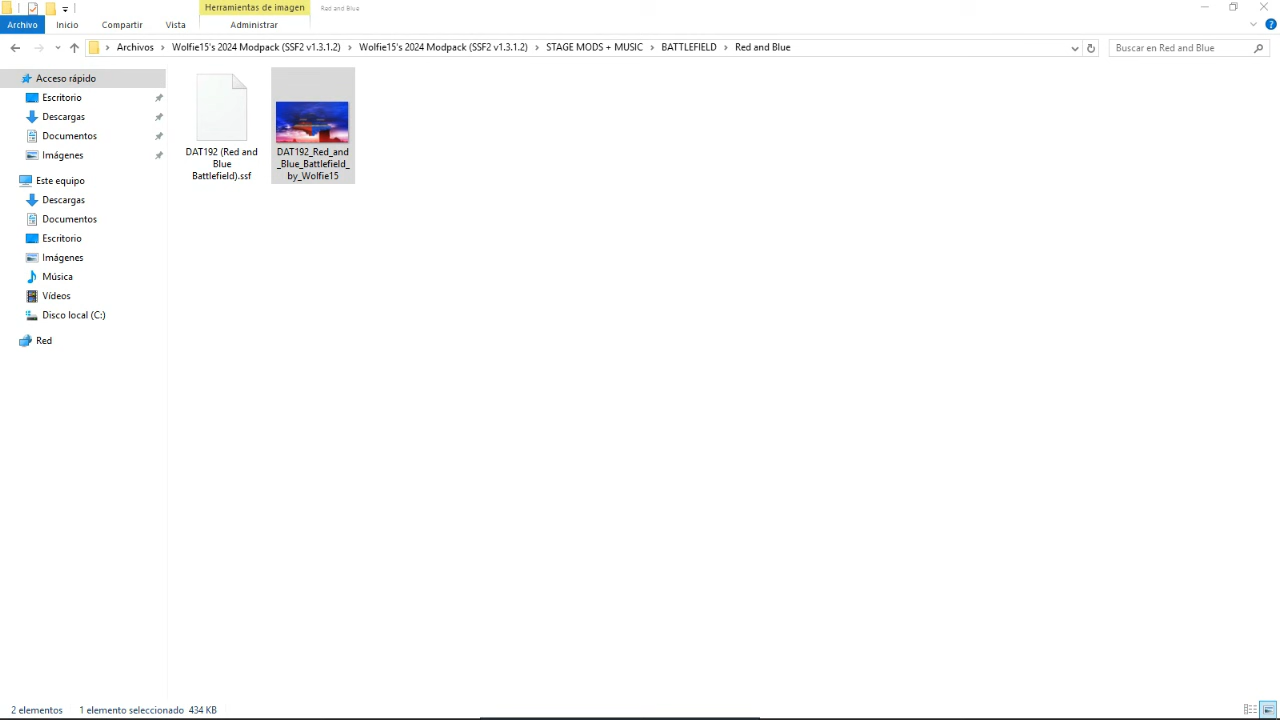 Herramientas de imagen
Red and Blue
Archivo
Inicio
Compartir
Vista
Administrar
Archivos > Wolfie15's 2024 Modpack (SSF2 v1.3.1.2) > Wolfie15's 2024 Modpack (SSF2 v1.3.1.2) > STAGE MODS + MUSIC > BATTLEFIELD > Red and Blue
Buscar en Red and Blue
Acceso rápido
Escritorio
Descargas
Documentos
Imágenes
Este equipo
Descargas
Documentos
Escritorio
Imágenes
Música
Vídeos
Disco local (C:)
Red
DAT192 (Red and
Blue
Battlefield).ssf
DAT192_Red_and
_Blue_Battlefield_
by_Wolfie15
2 elementos
1 elemento seleccionado 434 KB